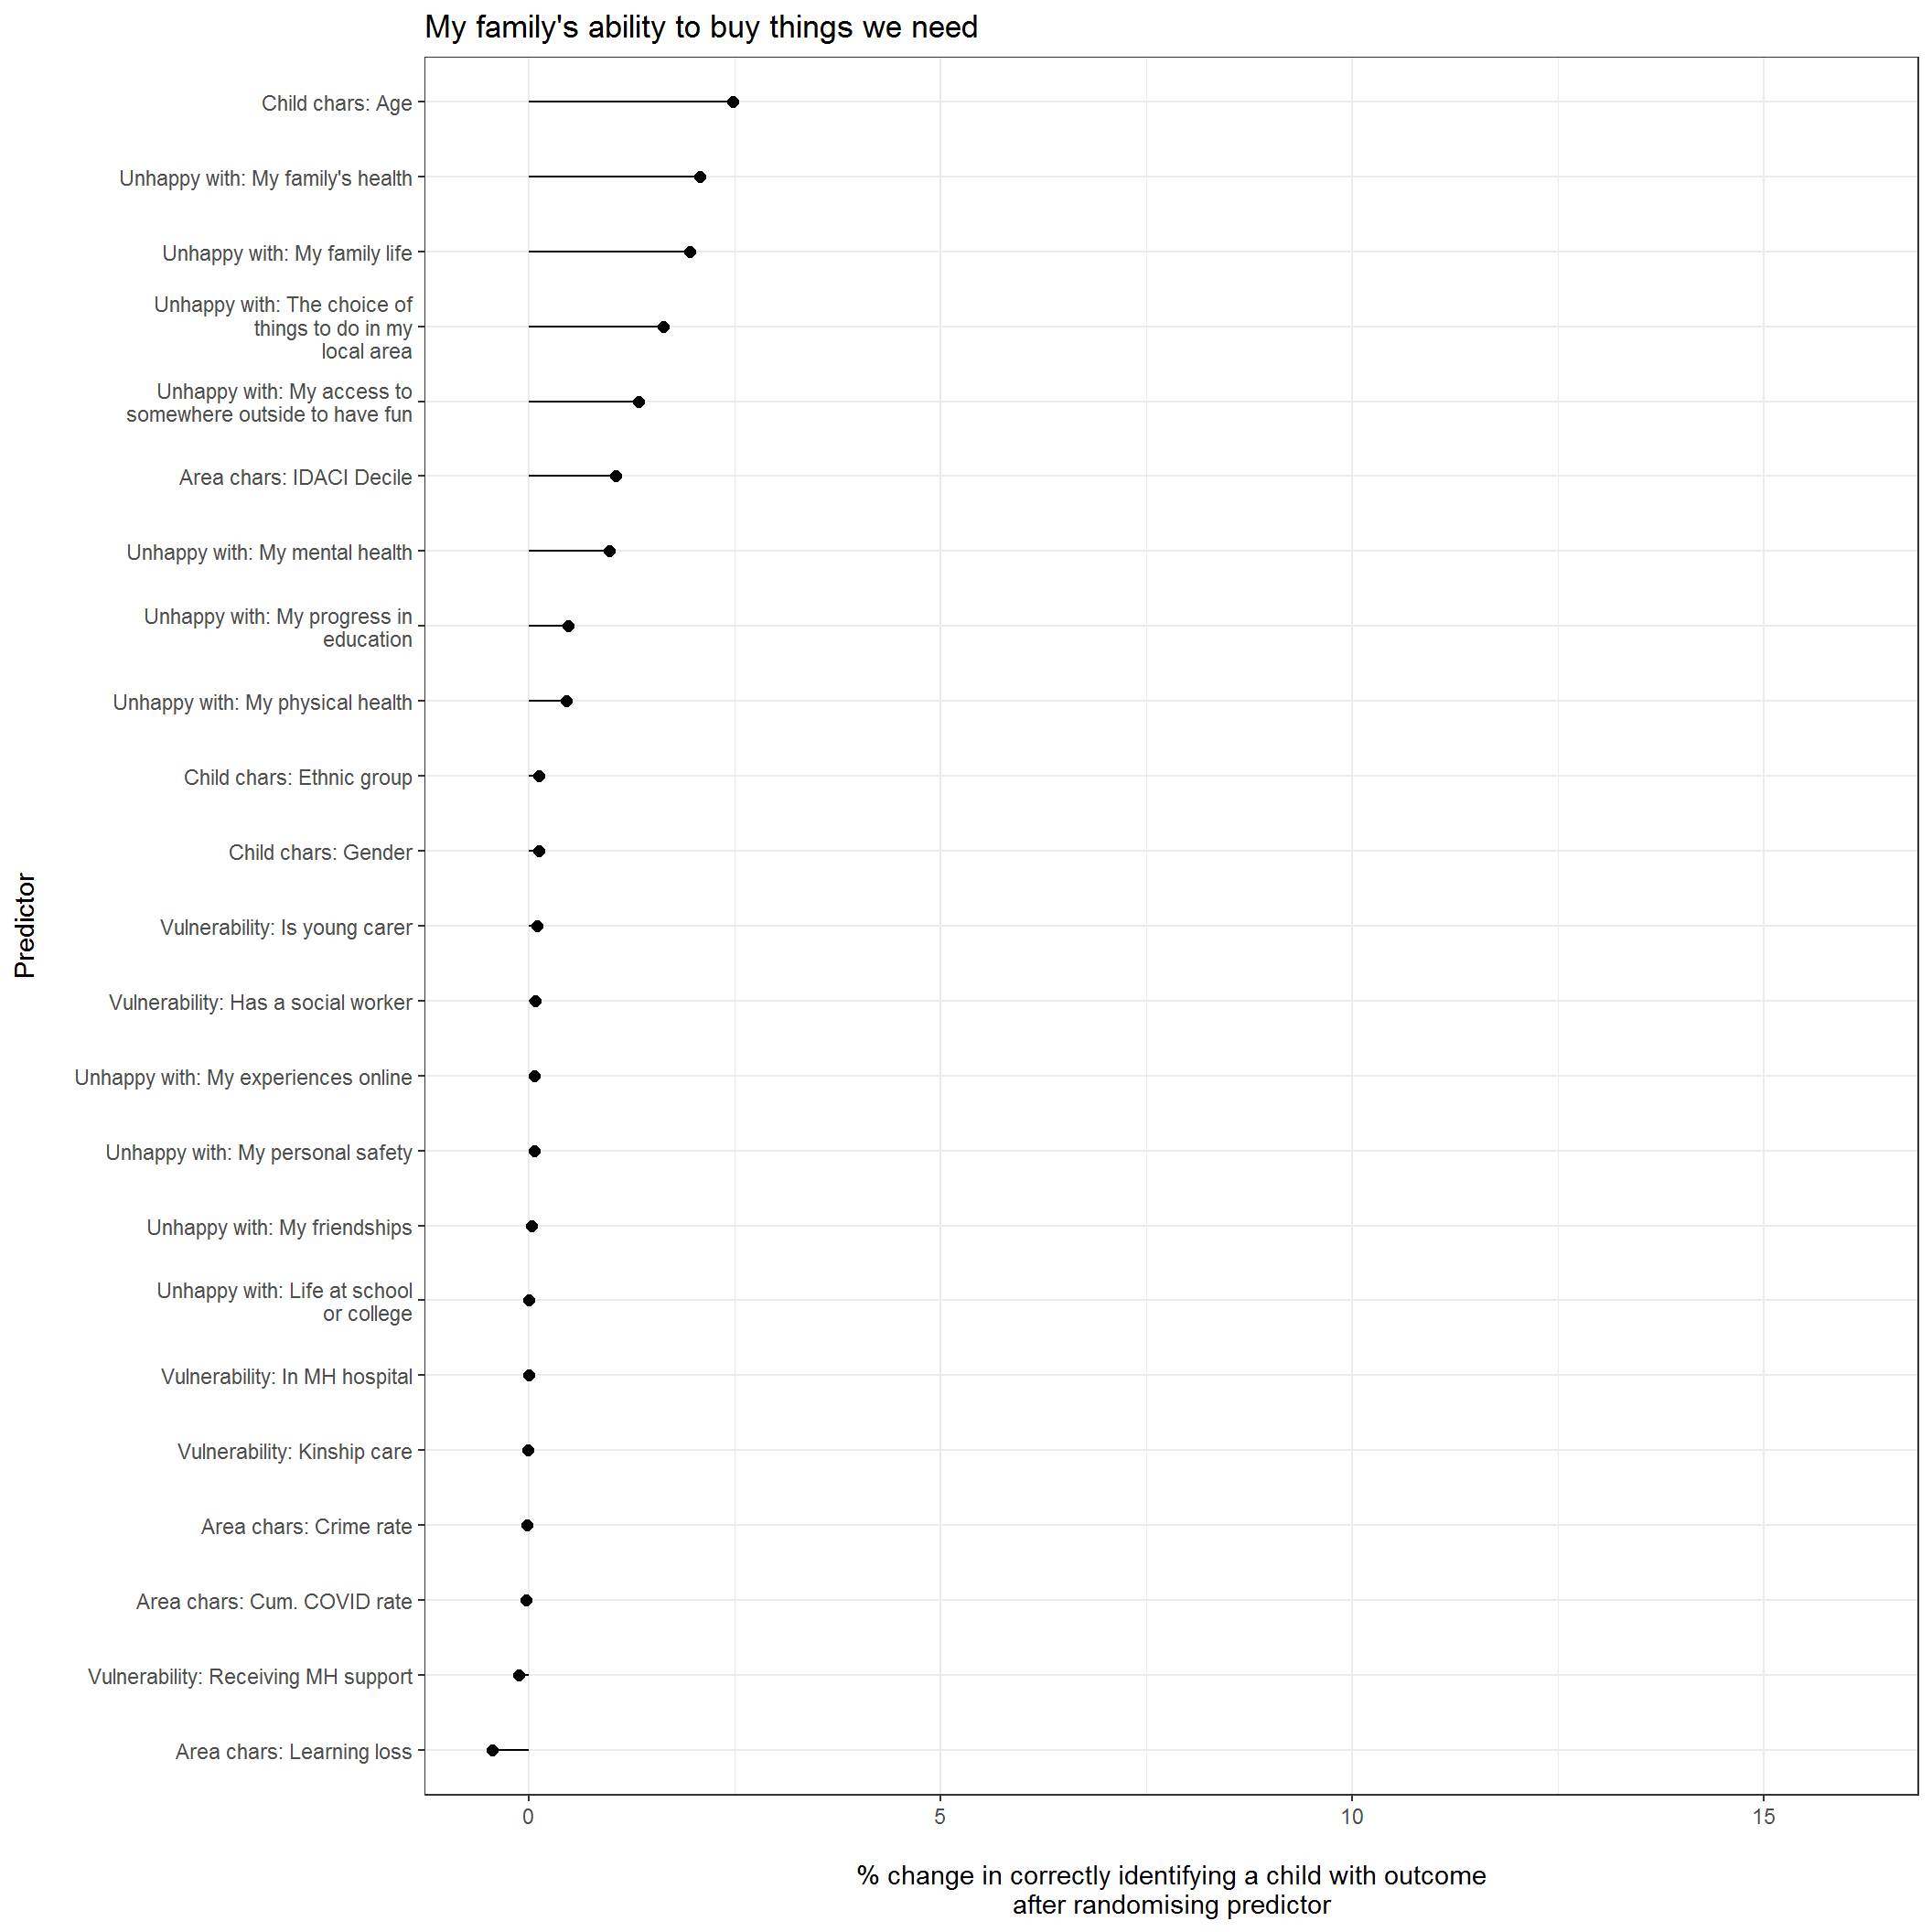 My family's ability to buy things we need
Child chars: Age
Unhappy with: My family's health
Unhappy with: My family life
Unhappy with: The choice of
things to do in my
local area
Unhappy with: My access to
somewhere outside to have fun
Area chars: IDACI Decile
Unhappy with: My mental health
Unhappy with: My progress in
education
Unhappy with: My physical health
Child chars: Ethnic group
Child chars: Gender
Vulnerability: Is young carer
Vulnerability: Has a social worker
Unhappy with: My experiences online
Unhappy with: My personal safety
Unhappy with: My friendships
Unhappy with: Life at school
or college
Vulnerability: In MH hospital
Vulnerability: Kinship care
Area chars: Crime rate
Area chars: Cum. COVID rate
Vulnerability: Receiving MH support
Area chars: Learning loss
Predictor
0 5 10 15
% change in correctly identifying a child with outcome
after randomising predictor